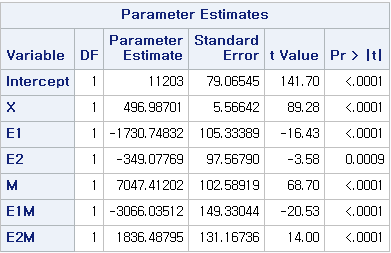 Parameter Estimates
Variable DF Parameter Estimate Standard Error t Value Pr > |t|
Intercept 1 11203 79.06545 141.70 <.0001
X 1 496.98701 5.56642 89.28 <.0001
E1 1 -1730.74832 105.33389 -16.43 <.0001
E2 1 -349.07769 97.56790 -3.58 0.0009
M 1 7047.41202 102.58919 68.70 <.0001
E1M 1 -3066.03512 149.33044 -20.53 <.0001
E2M 1 1836.48795 131.16736 14.00 <.0001